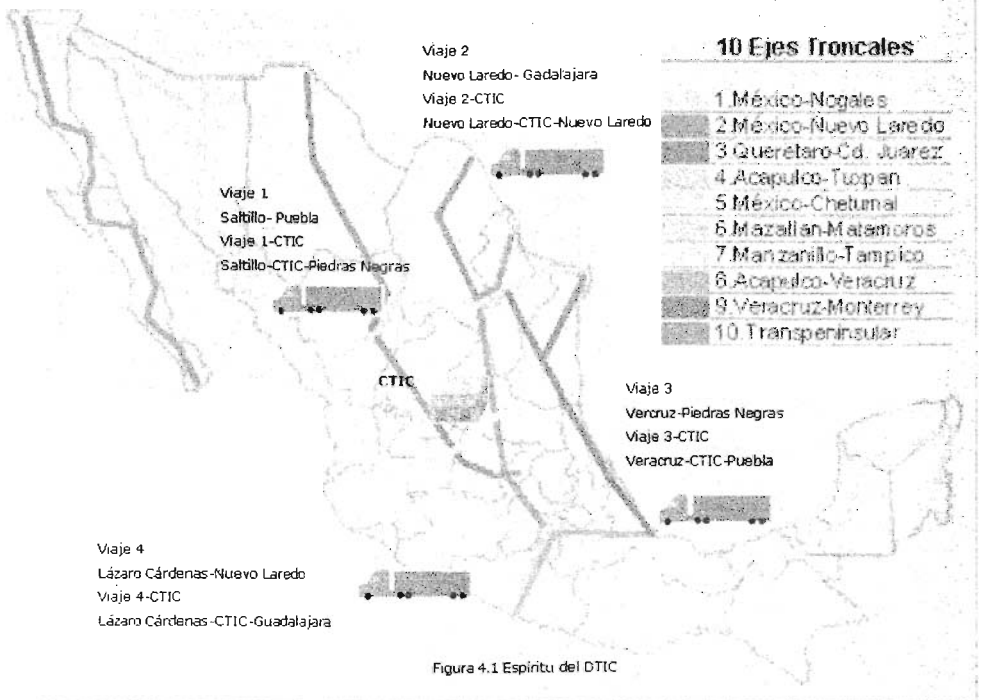 Viaje 2
Nuevo Laredo- Gadalajara
Viaje 2-CTIC
Nuevo Laredo-CTIC-Nuevo Laredo
10 Ejes Troncales
1.México-Nogales
2.México-Nuevo Laredo
3.Querétaro-Cd. Juarez
4.Acapulco-Tuxpan
5.México-Chetumal
6.Mazatlan-Matamoros
7.Manzanillo-Tampico
8.Acapulco-Veracruz
9.Veracruz-Monterrey
10.Transpeninsular
Viaje 1
Saltillo- Puebla
Viaje 1-CTIC
Saltillo-CTIC-Piedras Negras
CTIC
Viaje 3
Vercruz-Piedras Negras
Viaje 3-CTIC
Veracruz-CTIC-Puebla
Viaje 4
Lázaro Cárdenas-Nuevo Laredo
Viaje 4-CTIC
Lázaro Cárdenas-CTIC-Guadalajara
Figura 4.1 Espíritu del DTIC